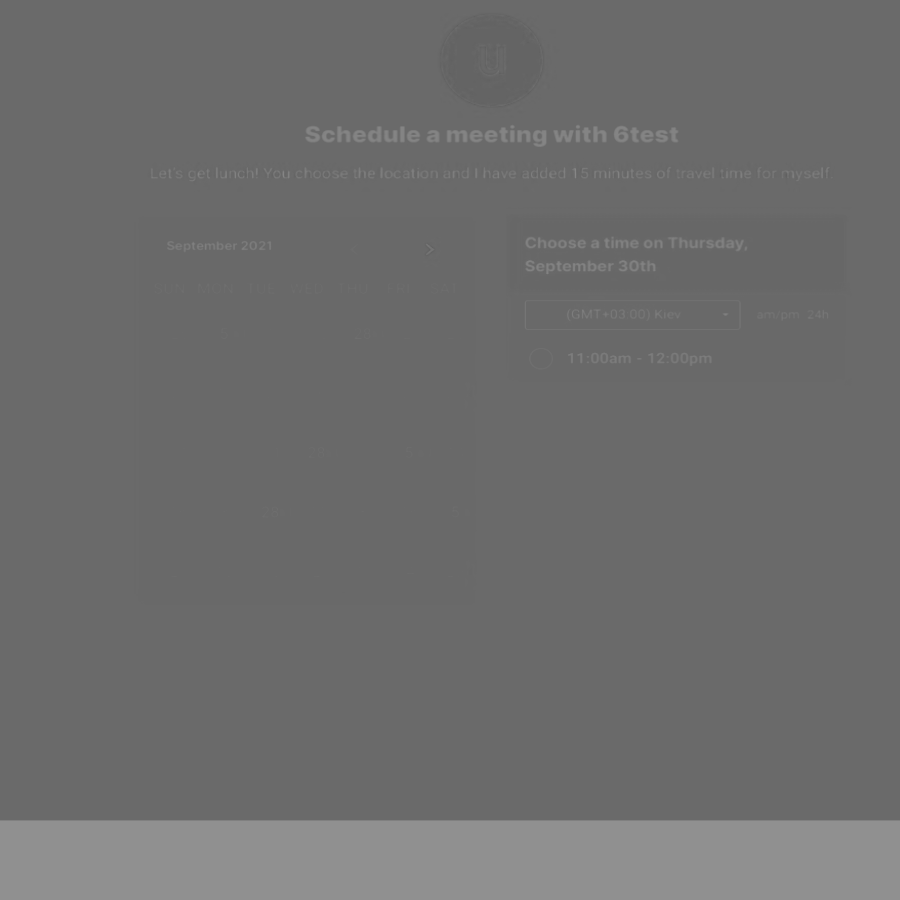 U
Schedule a meeting with 6test
Let's get lunch! You choose the location and I have added 15 minutes of travel time for myself
September 2021
Choose a time on Thursday,
September 30th
(GMT+03:00) Kiev
am/pm 24h
11:00am - 12:00pm